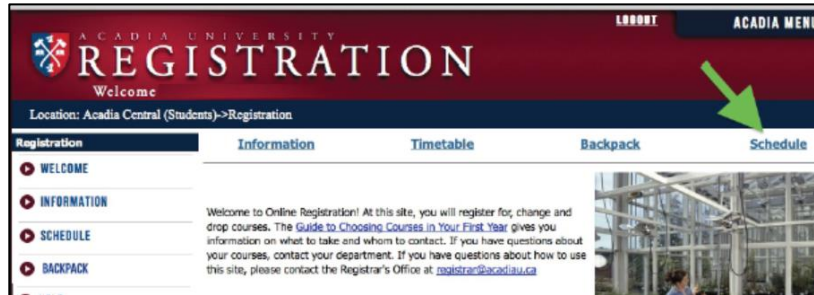 LOGOUT
ACADIA MENU
ACADIA UNIVERSITY
REGISTRATION
Welcome
Location: Acadia Central (Students)->Registration
Registration
WELCOME
INFORMATION
SCHEDULE
BACKPACK
Information Timetable Backpack Schedule
Welcome to Online Registration! At this site, you will register for, change and
drop courses. The Guide to Choosing Courses in Your First Year gives you
information on what to take and whom to contact. If you have questions about
your courses, contact your department. If you have questions about how to use
this site, please contact the Registrar's Office at registrar@acadiau.ca